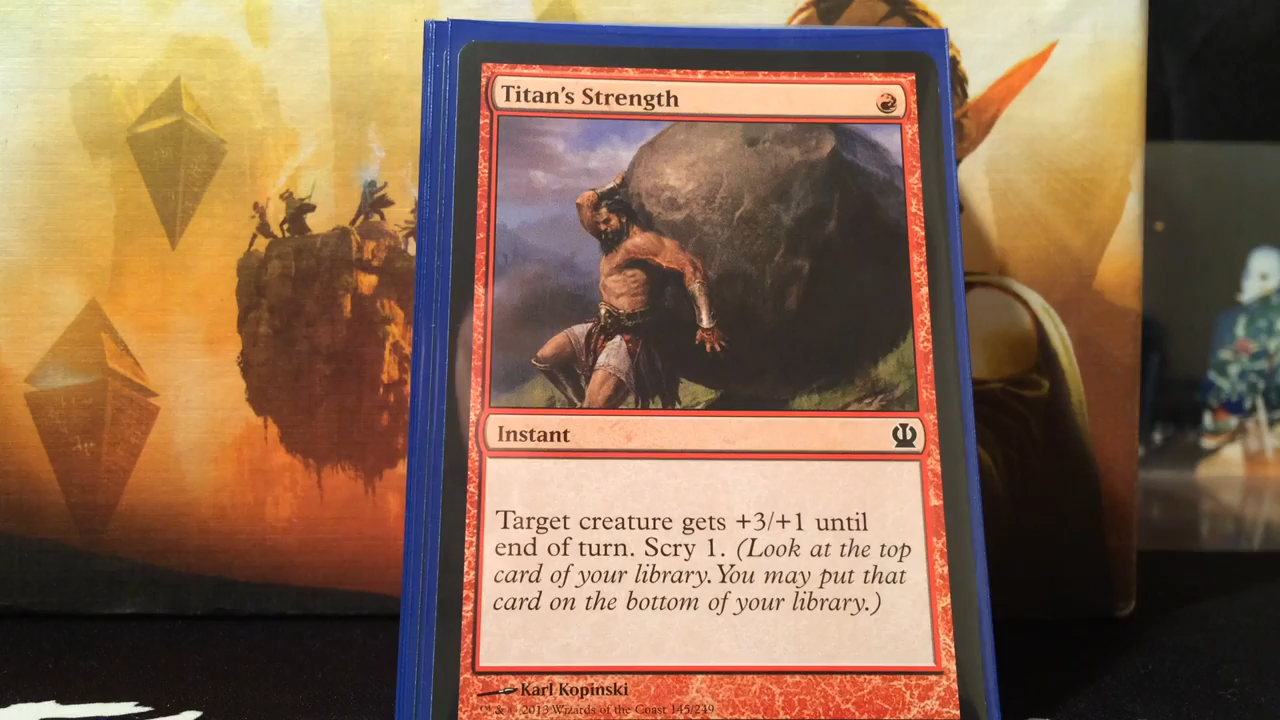 Titan's Strength
Instant
Target creature gets +3/+1 until
end of turn. Scry 1. (Look at the top
card of your library. You may put that
card on the bottom of your library.)
Karl Kopinski
™ & © 2013 Wizards of the Coast 145/249